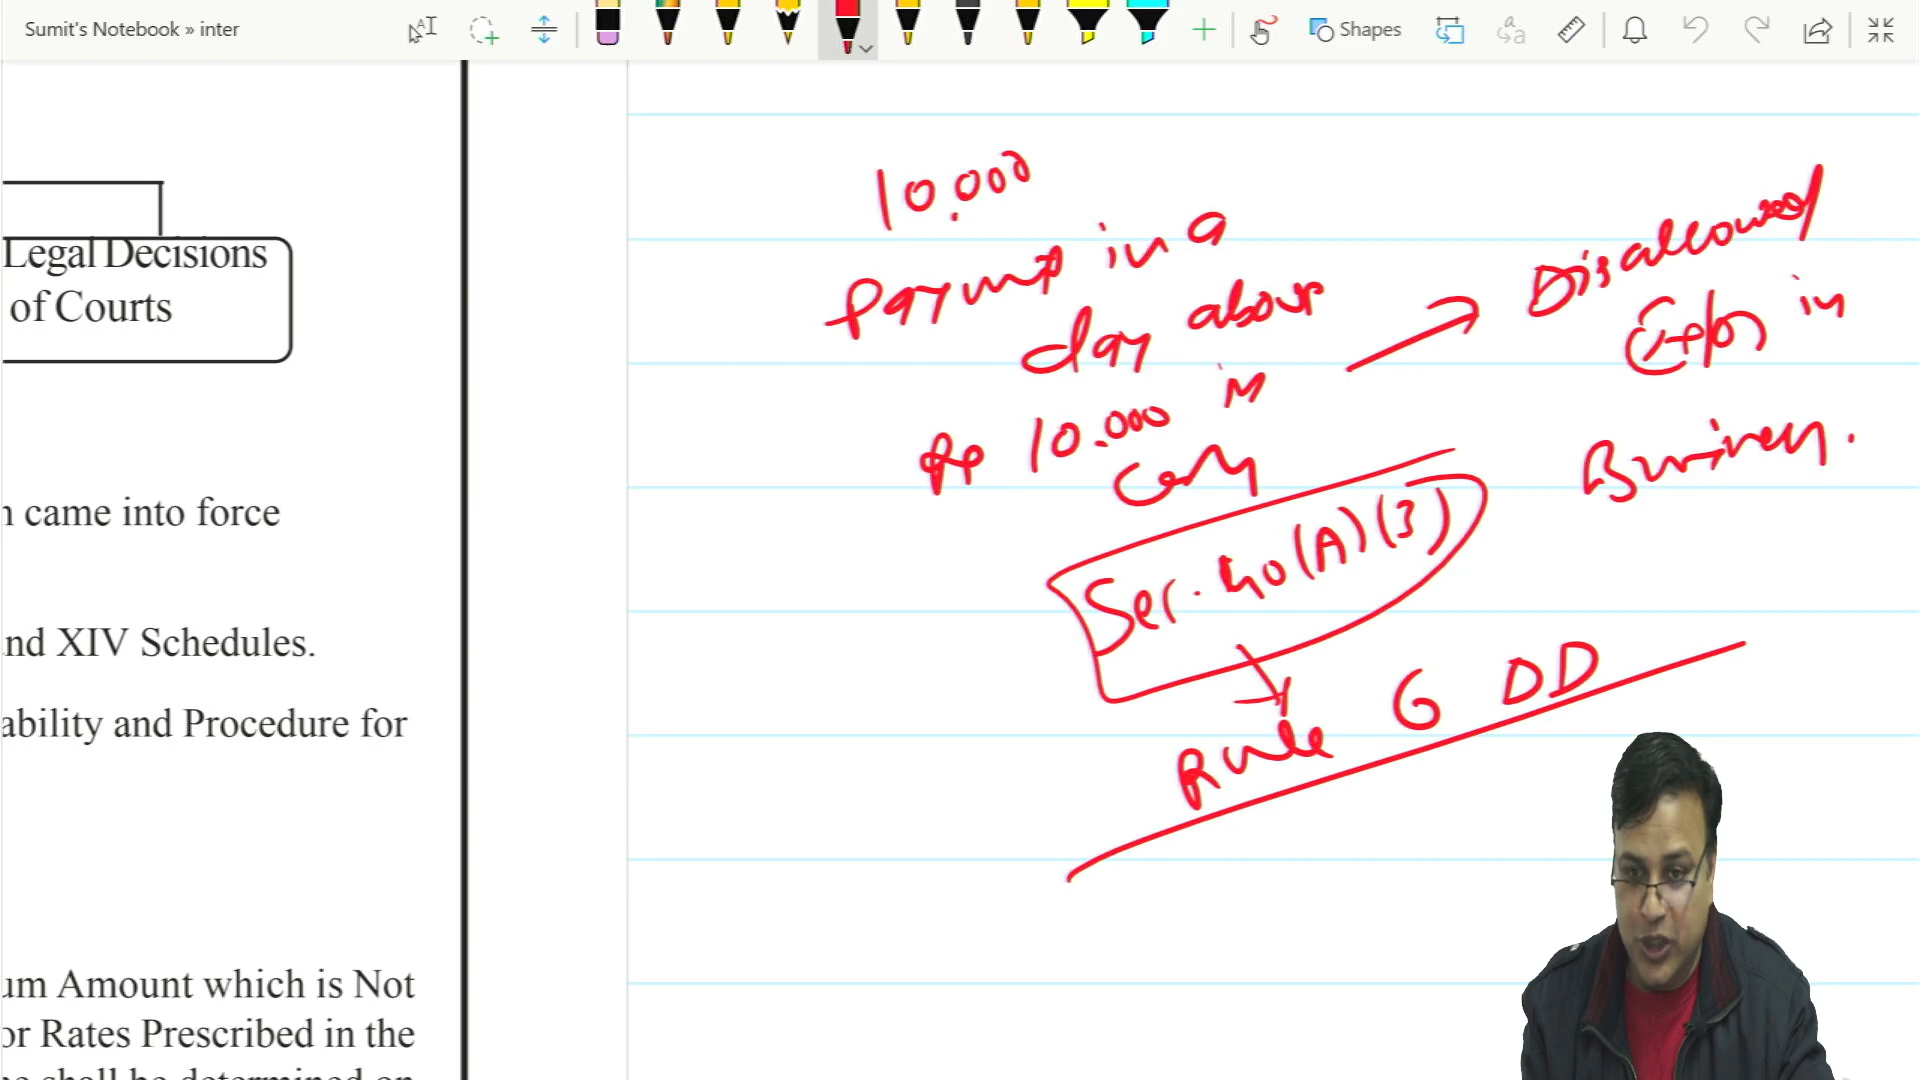 Sumit's Notebook » inter
Shapes
Legal Decisions
of Courts
n came into force
nd XIV Schedules.
ability and Procedure for
um Amount which is Not
or Rates Prescribed in the
10.000
Payment in a
day above
Rs 10.000 in
Cash
Disallowed
Exps in
Business.
Sec. 40(A)(3)
Rule 6 DD